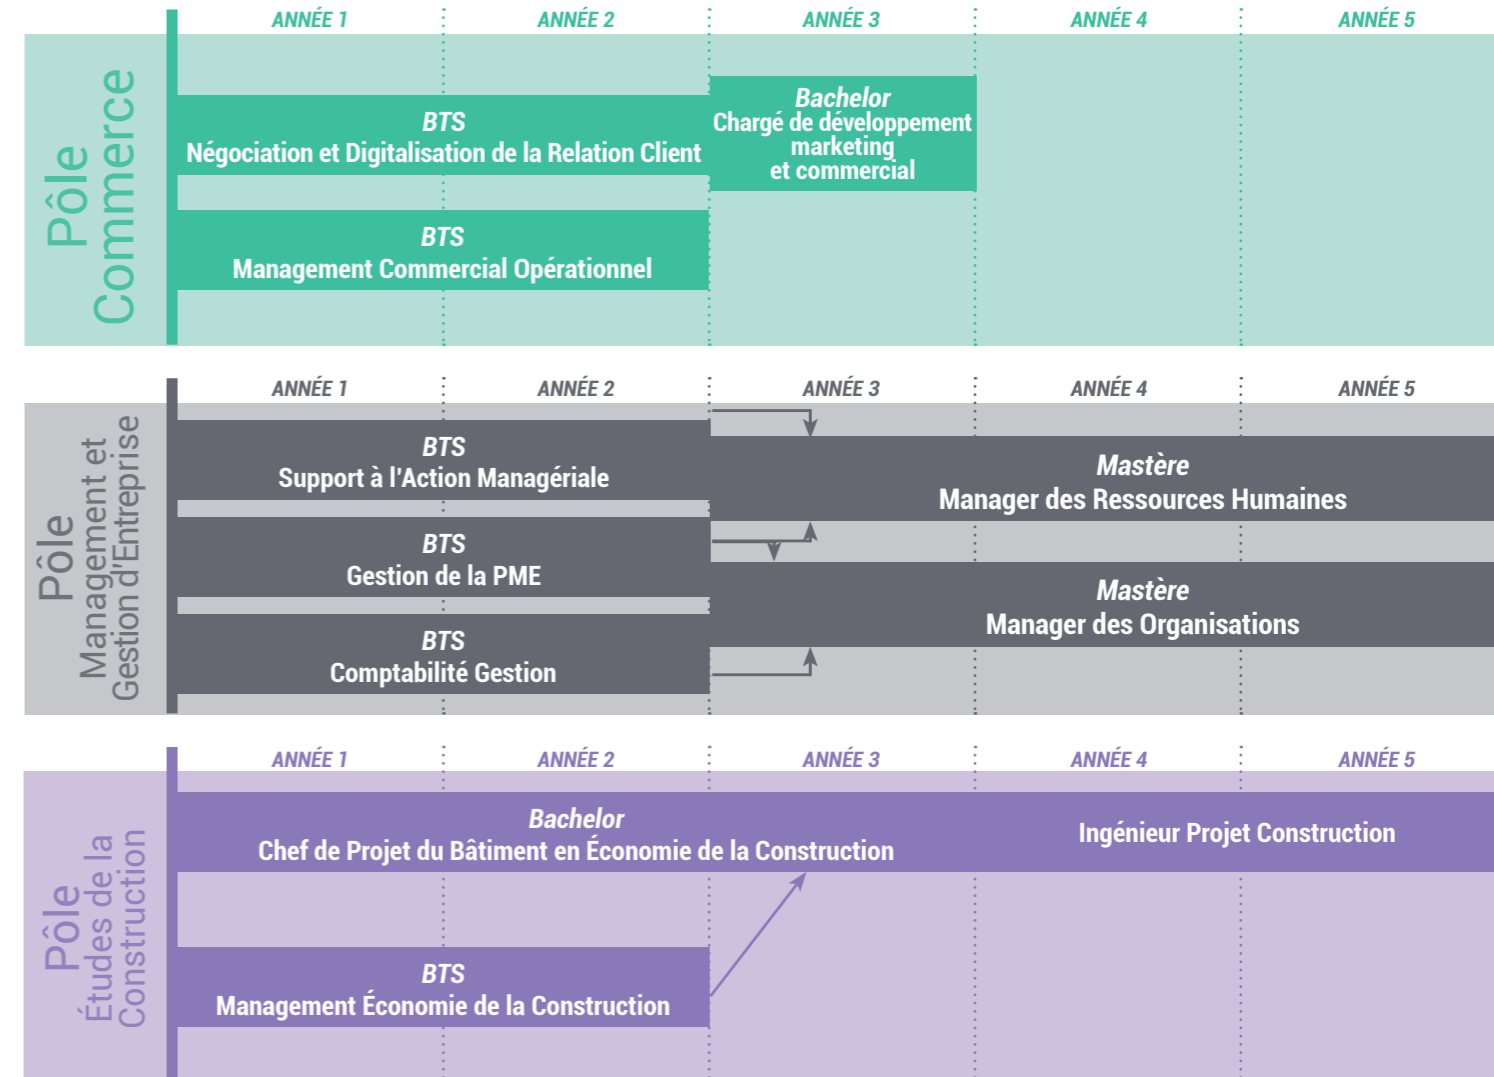 ANNÉE 1 ANNÉE 2 ANNÉE 3 ANNÉE 4 ANNÉE 5
Pôle
Commerce
BTS
Négociation et Digitalisation de la Relation Client
Bachelor
Chargé de développement
marketing
et commercial
BTS
Management Commercial Opérationnel
ANNÉE 1 ANNÉE 2 ANNÉE 3 ANNÉE 4 ANNÉE 5
Pôle
Management et
Gestion d'Entreprise
BTS
Support à l'Action Managériale
Mastère
Manager des Ressources Humaines
BTS
Gestion de la PME
Mastère
Manager des Organisations
BTS
Comptabilité Gestion
ANNÉE 1 ANNÉE 2 ANNÉE 3 ANNÉE 4 ANNÉE 5
Pôle
Études de la
Construction
Bachelor
Chef de Projet du Bâtiment en Économie de la Construction
Ingénieur Projet Construction
BTS
Management Économie de la Construction